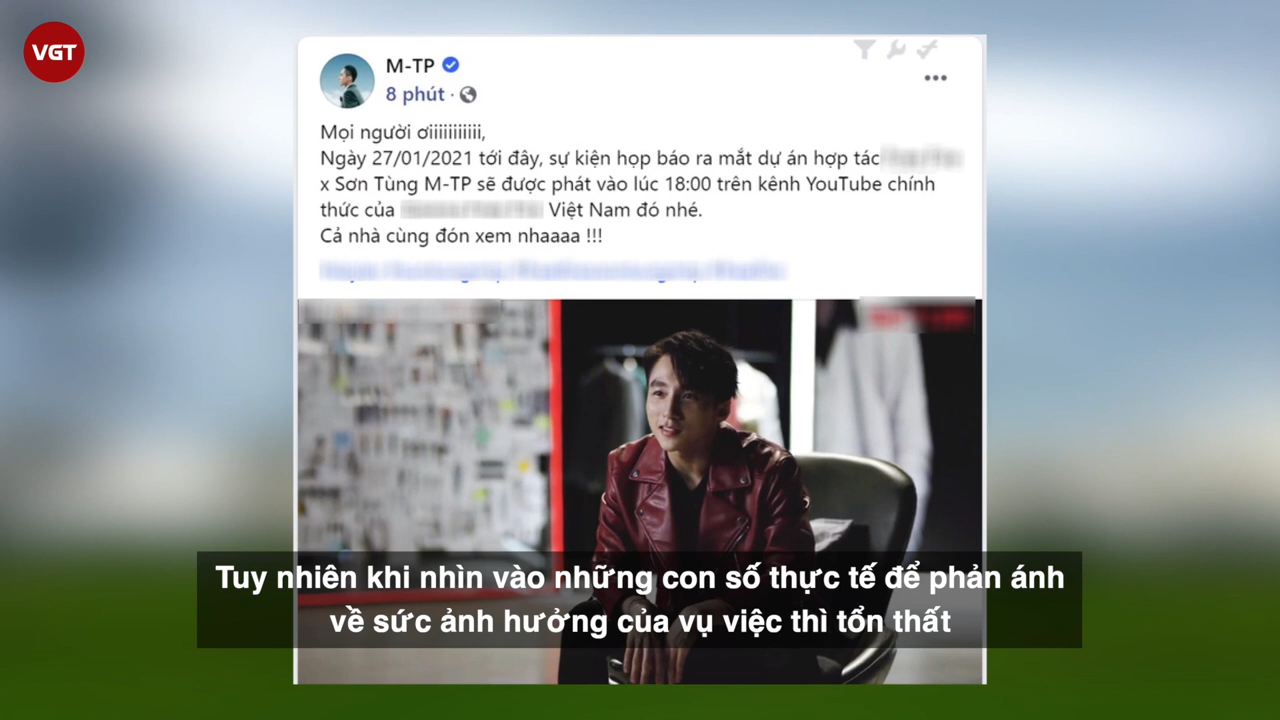 VGT
M-TP
8 phút ·
Mọi người ơiiiiiiiiiii,
Ngày 27/01/2021 tới đây, sự kiện họp báo ra mắt dự án hợp tác
x Sơn Tùng M-TP sẽ được phát vào lúc 18:00 trên kênh YouTube chính
thức của Việt Nam đó nhé.
Cả nhà cùng đón xem nhaaaa !!!
Tuy nhiên khi nhìn vào những con số thực tế để phản ánh
về sức ảnh hưởng của vụ việc thì tổn thất